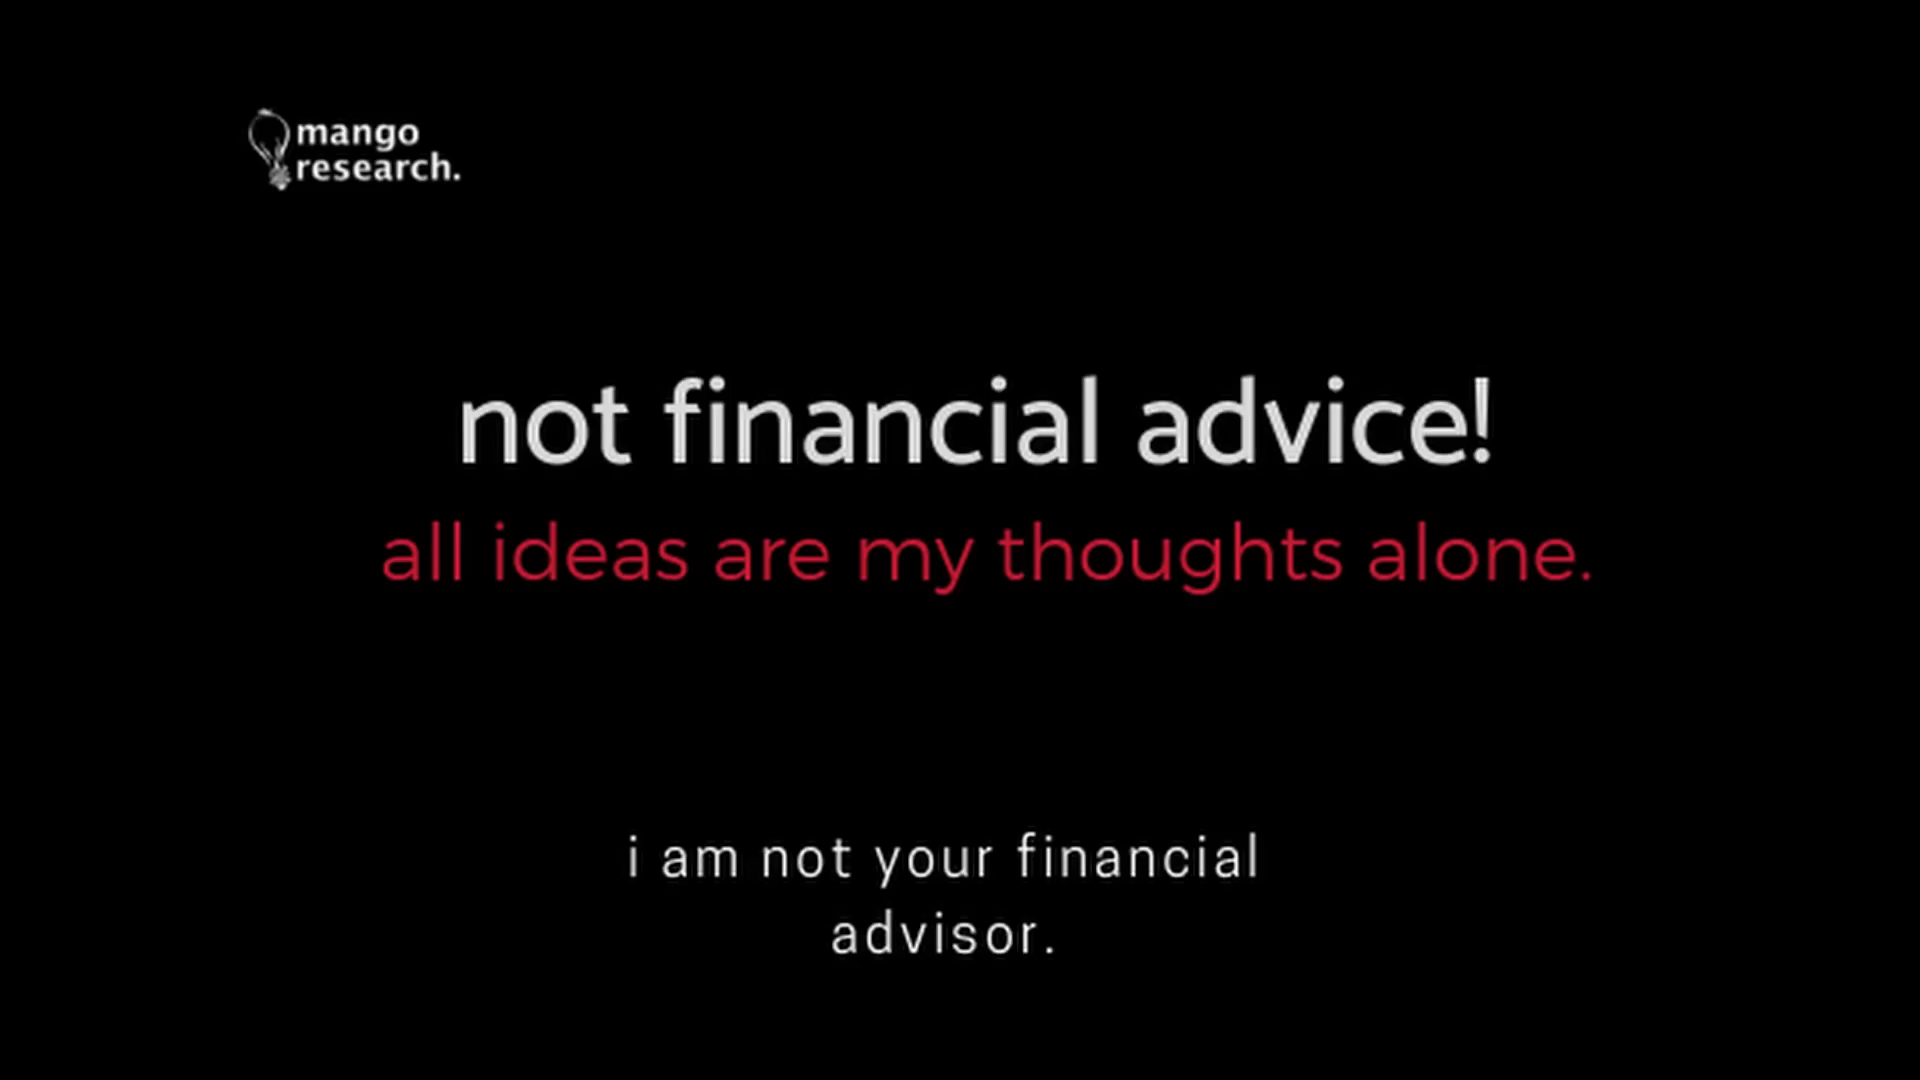 mango
research.
not financial advice!
all ideas are my thoughts alone.
i am not your financial
advisor.